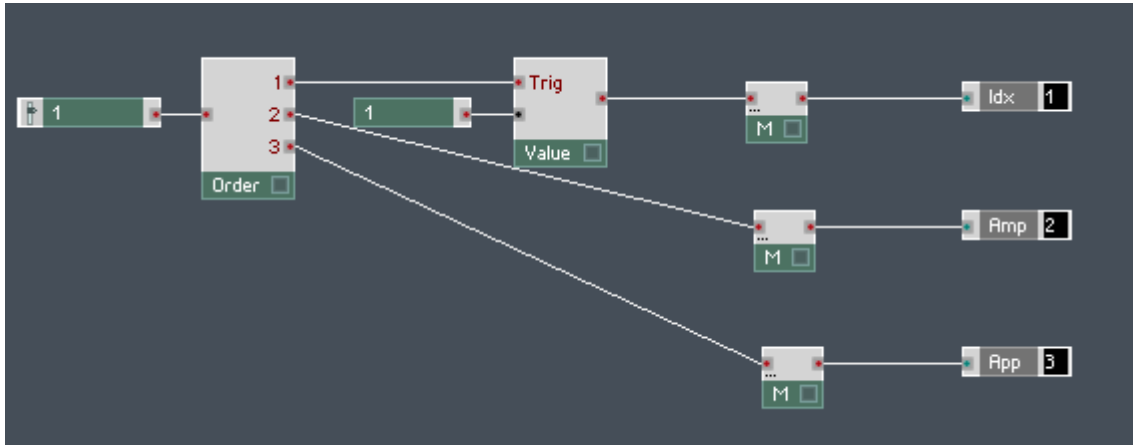 1
1
2
3
Order
1
Trig
Value
...
M
Idx 1
...
M
Amp 2
...
M
App 3